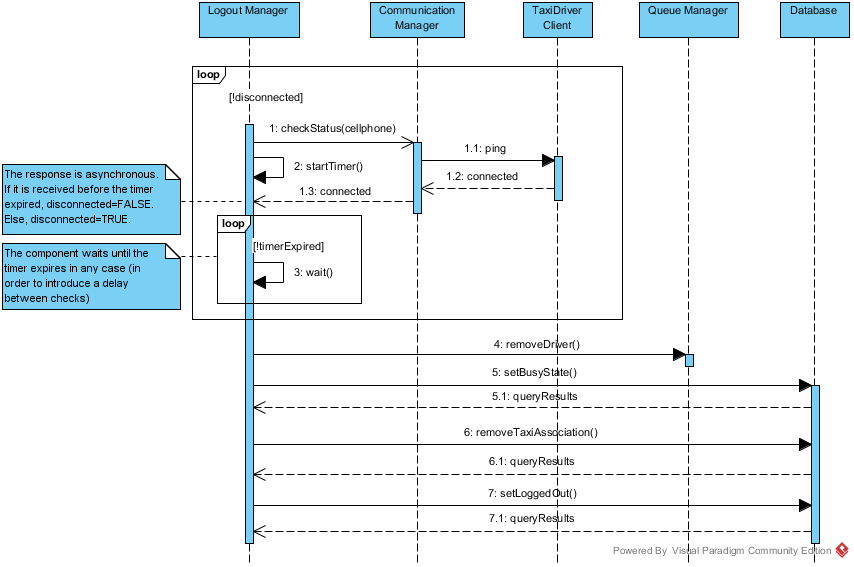 Logout Manager
Communication
Manager
TaxiDriver
Client
Queue Manager
Database
loop
[!disconnected]
1: checkStatus(cellphone)
1.1: ping
2: startTimer()
1.2: connected
1.3: connected
The response is asynchronous.
If it is received before the timer
expired, disconnected=FALSE.
Else, disconnected=TRUE.
loop
[!timerExpired]
The component waits until the
timer expires in any case (in
order to introduce a delay
between checks)
3: wait()
4: removeDriver()
5: setBusyState()
5.1: queryResults
6: removeTaxiAssociation()
6.1: queryResults
7: setLoggedOut()
7.1: queryResults
Powered By Visual Paradigm Community Edition